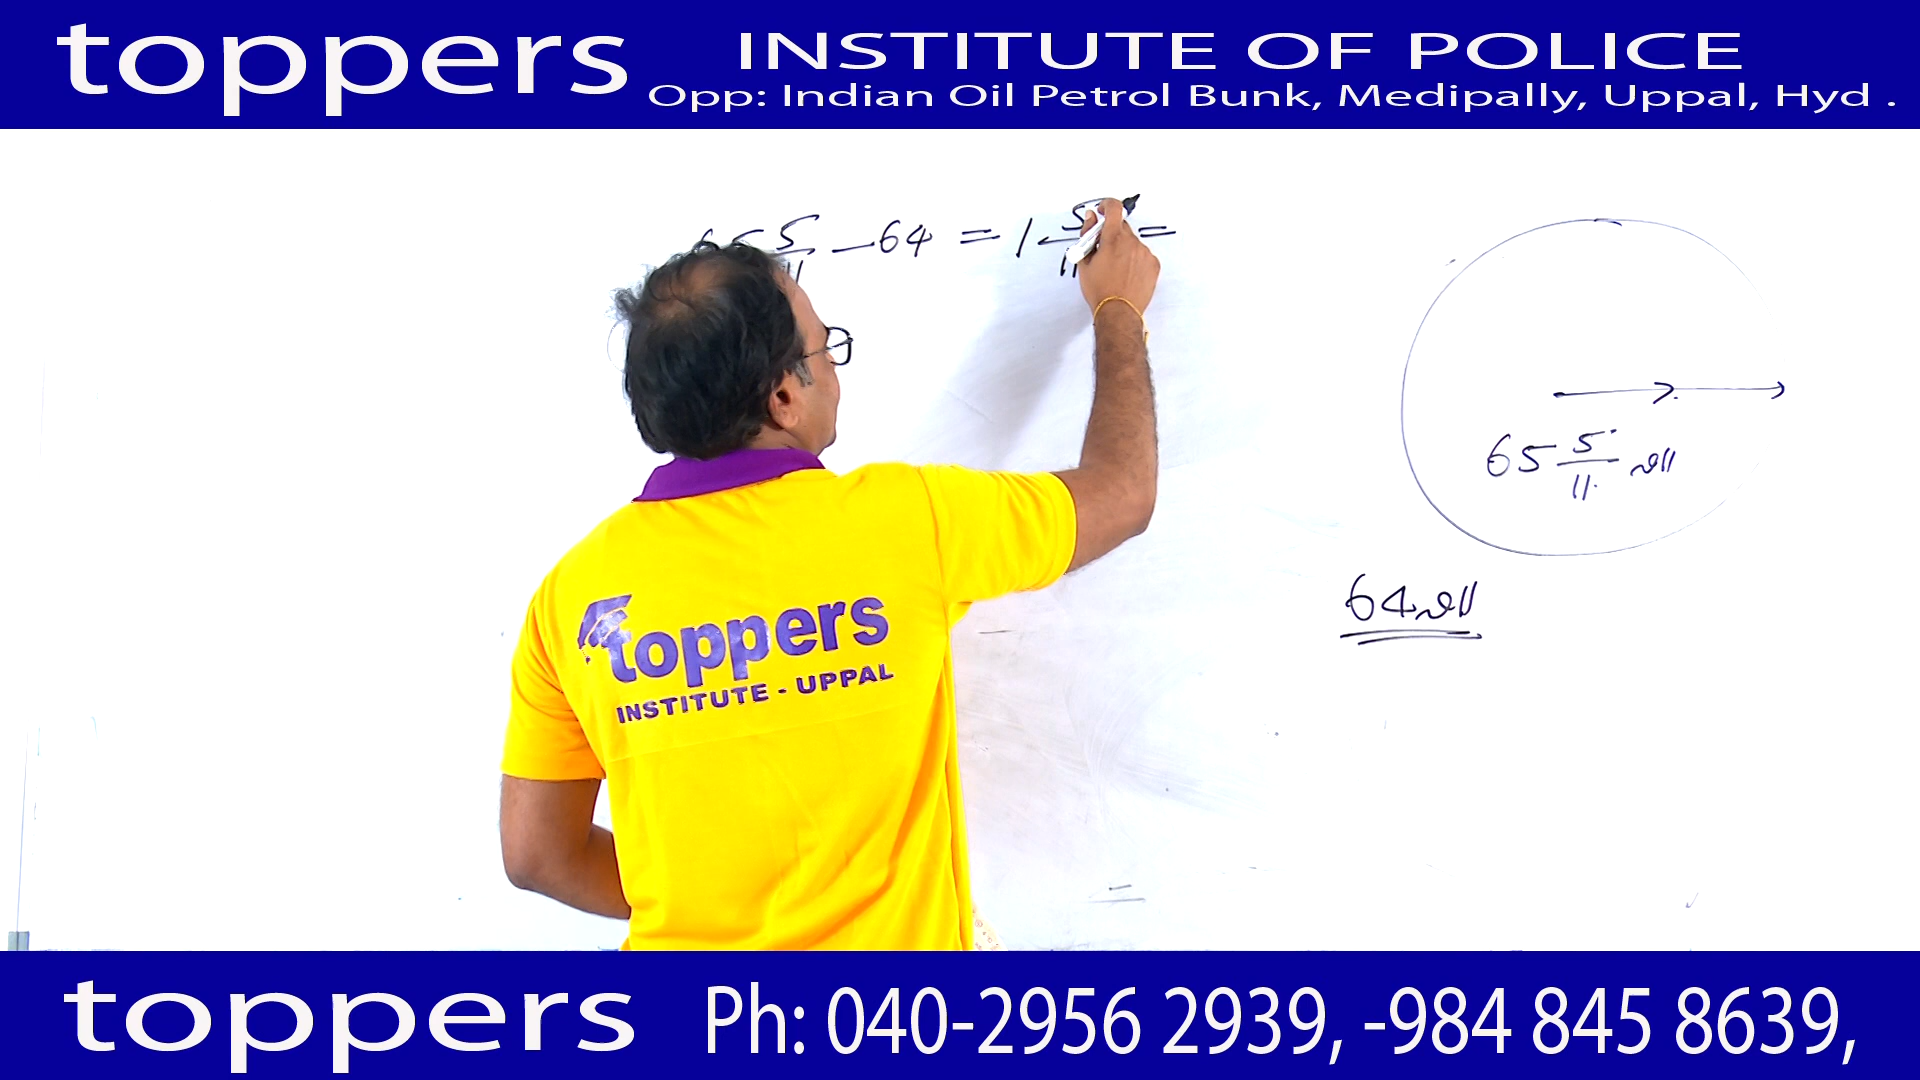 toppers
INSTITUTE OF POLICE
Opp: Indian Oil Petrol Bunk, Medipally, Uppal, Hyd .
65 5/11 - 64 = 1 5/11 =
65 5/11 ని॥
64 ని॥
toppers
INSTITUTE - UPPAL
toppers
Ph: 040-2956 2939, -984 845 8639,